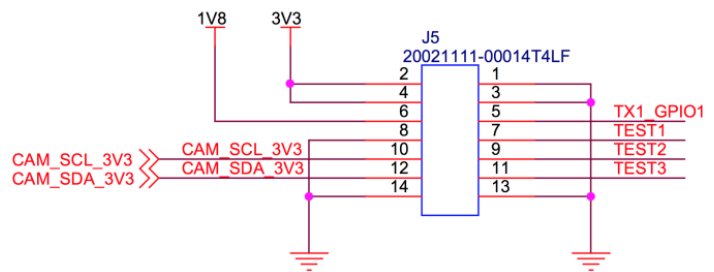 1V8 3V3
J5
20021111-00014T4LF
2 1
4 3
6 5 TX1_GPIO1
8 7 TEST1
CAM_SCL_3V3 CAM_SCL_3V3 10 9 TEST2
CAM_SDA_3V3 CAM_SDA_3V3 12 11 TEST3
14 13